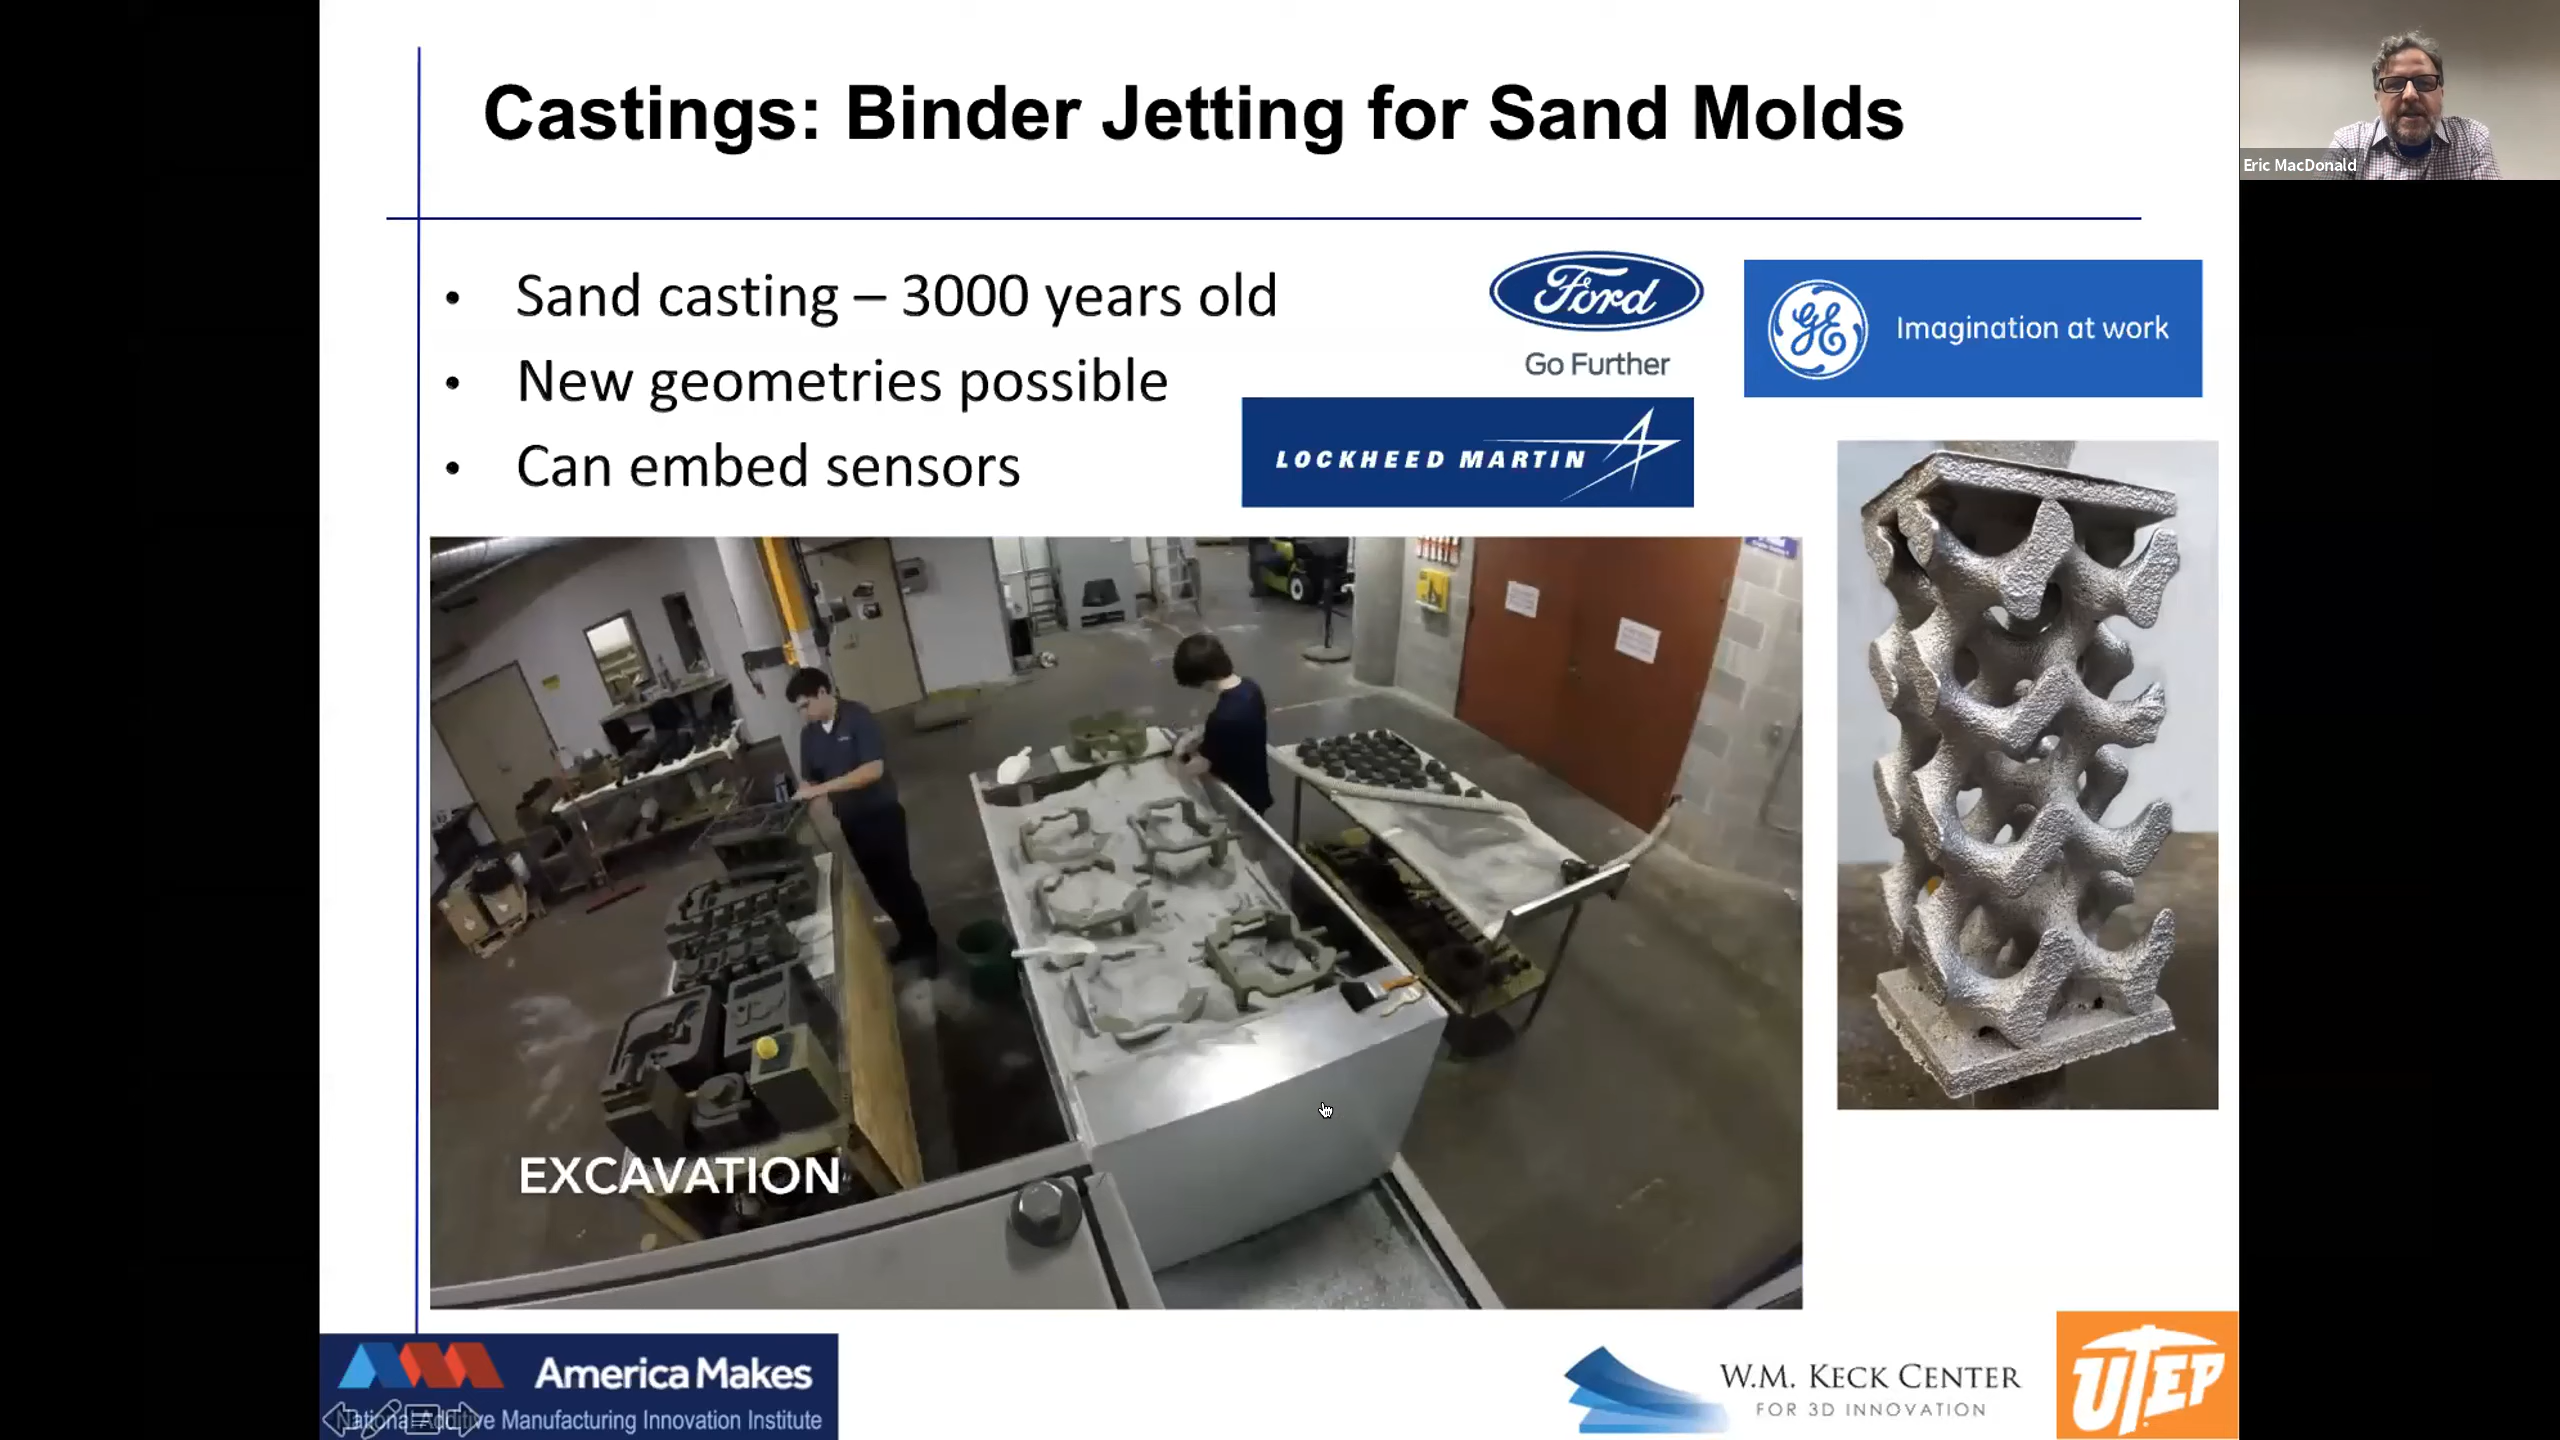 Castings: Binder Jetting for Sand Molds
Eric MacDonald
• Sand casting – 3000 years old
• New geometries possible
• Can embed sensors
Ford
Go Further
GE
Imagination at work
LOCKHEED MARTIN
EXCAVATION
America Makes
National Additive Manufacturing Innovation Institute
W.M. KECK CENTER
FOR 3D INNOVATION
UTEP